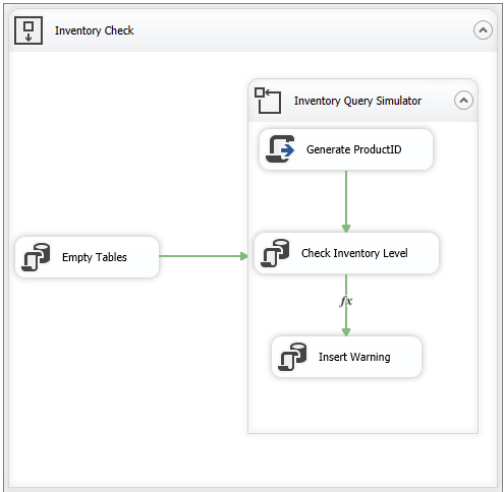 Inventory Check
Inventory Query Simulator
Generate ProductID
Empty Tables
Check Inventory Level
fx
Insert Warning